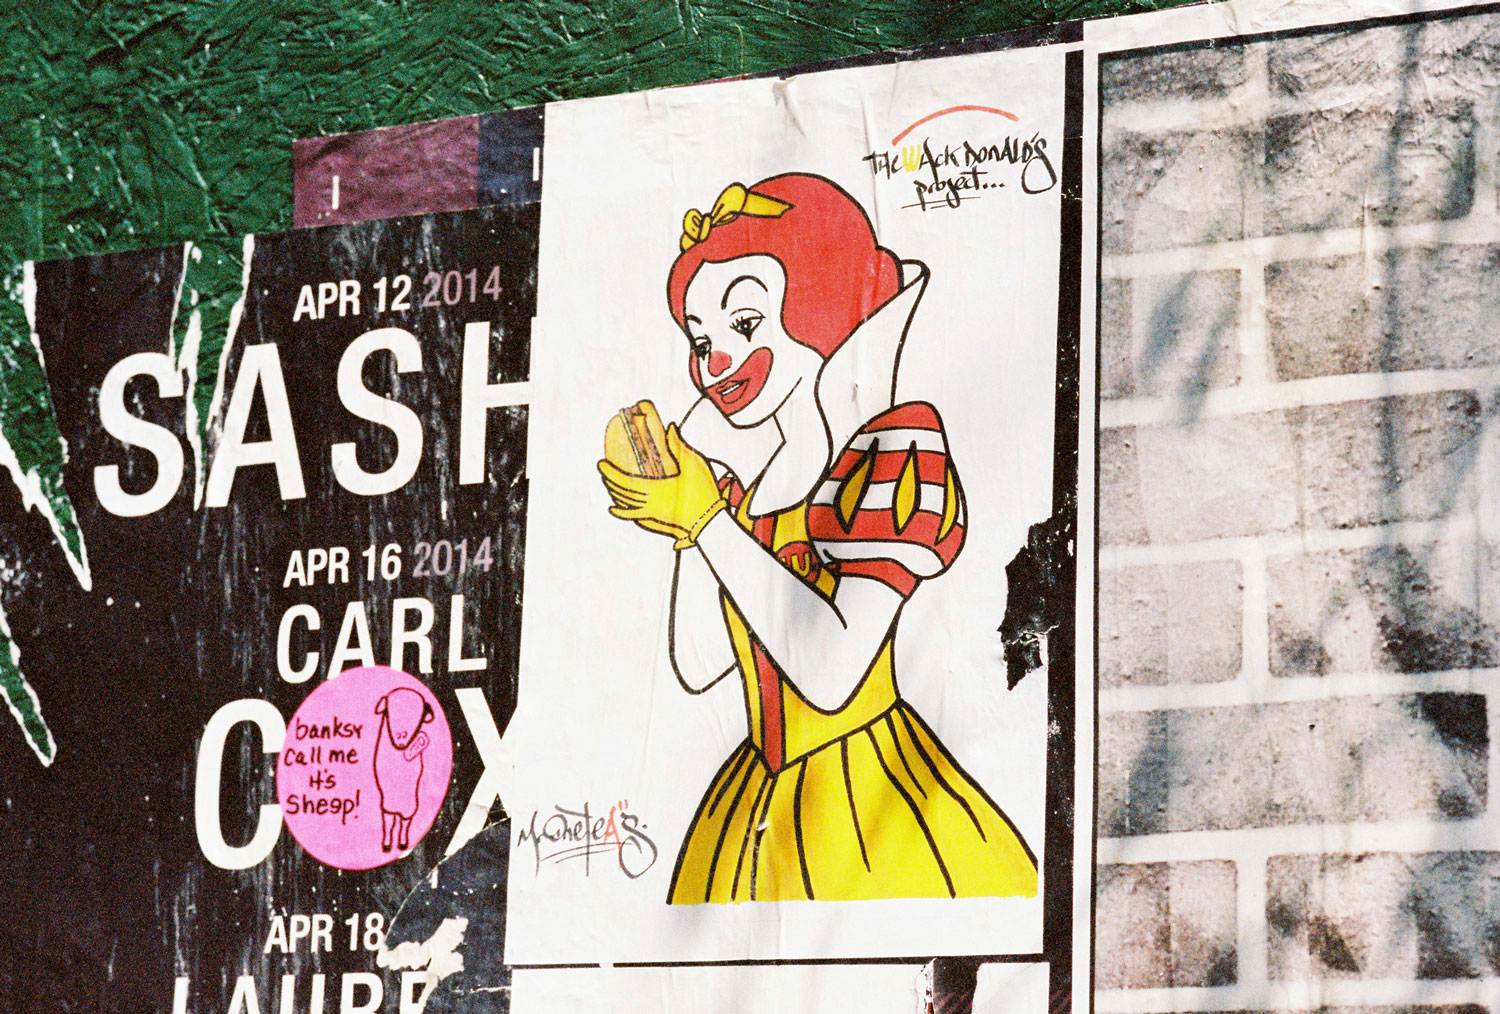 APR 12 2014
SASH
APR 16 2014
CARL
COX
banksy
call me
it's
Sheep!
APR 18
LAURE
THE WAcK DONALD'S
project...